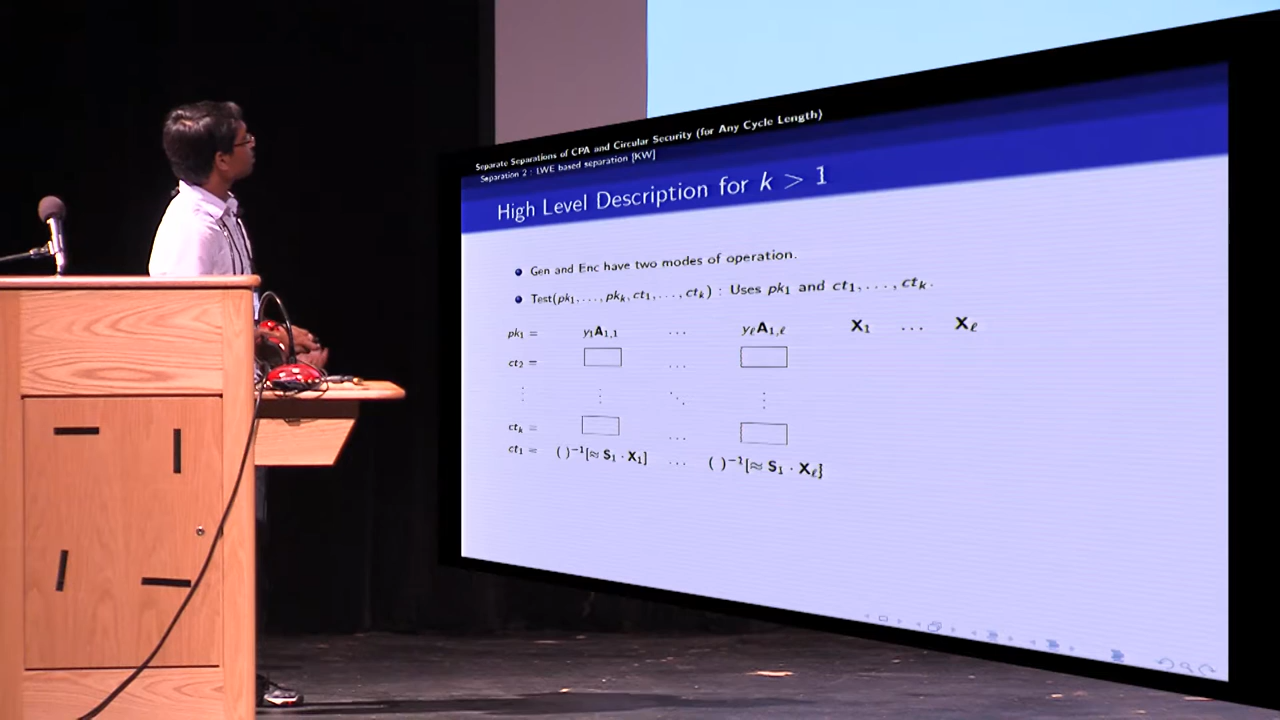 Separate Separations of CPA and Circular Security (for Any Cycle Length)
Separation 2 : LWE based separation [KW]
High Level Description for k > 1
Gen and Enc have two modes of operation.
Test(pk₁, . . . , pkₖ, ct₁, . . . , ctₖ) : Uses pk₁ and ct₁, . . . , ctₖ.
pk₁ = y₁A₁,₁ . . . yℓA₁,ℓ X₁ . . . Xℓ
ct₂ = . . .
⋮ ⋮ ⋱ ⋮
ctₖ = . . .
ct₁ = ( )⁻¹[≈ S₁ · X₁] . . . ( )⁻¹[≈ S₁ · Xℓ]